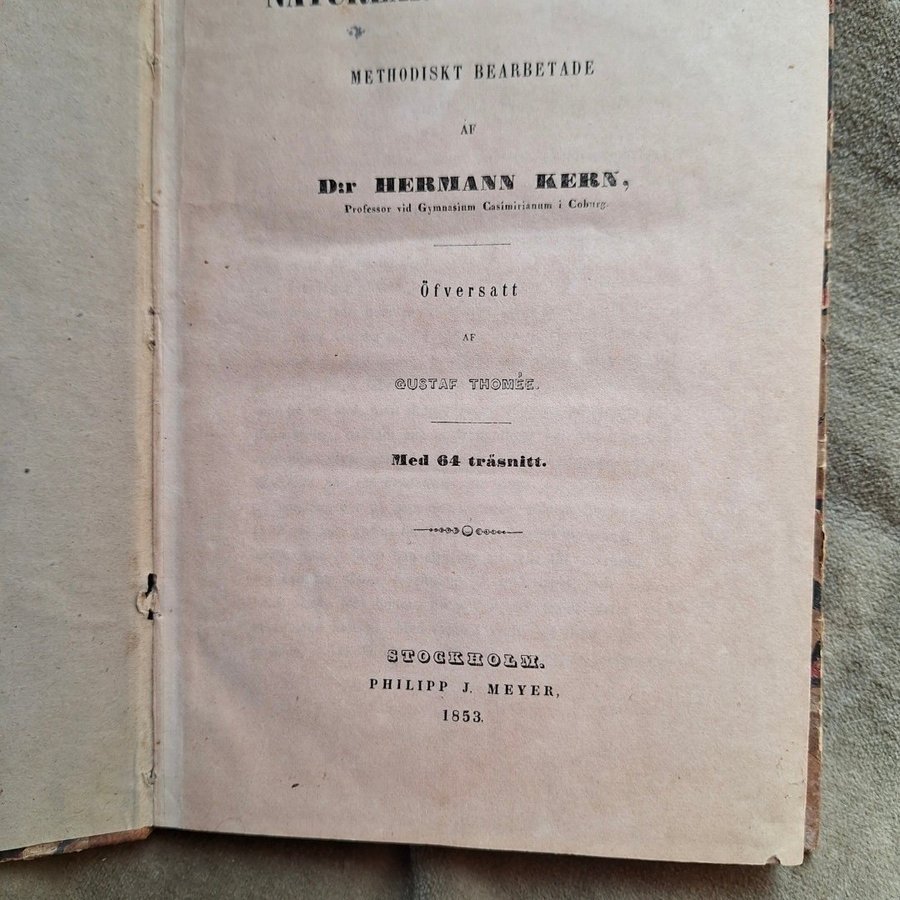 METHODISKT BEARBETADE
AF
D:r HERMANN KERN,
Professor vid Gymnasium Casimirianum i Coburg.
Öfversatt
AF
GUSTAF THOMÉE.
Med 64 träsnitt.
STOCKHOLM.
PHILIPP J. MEYER,
1853.